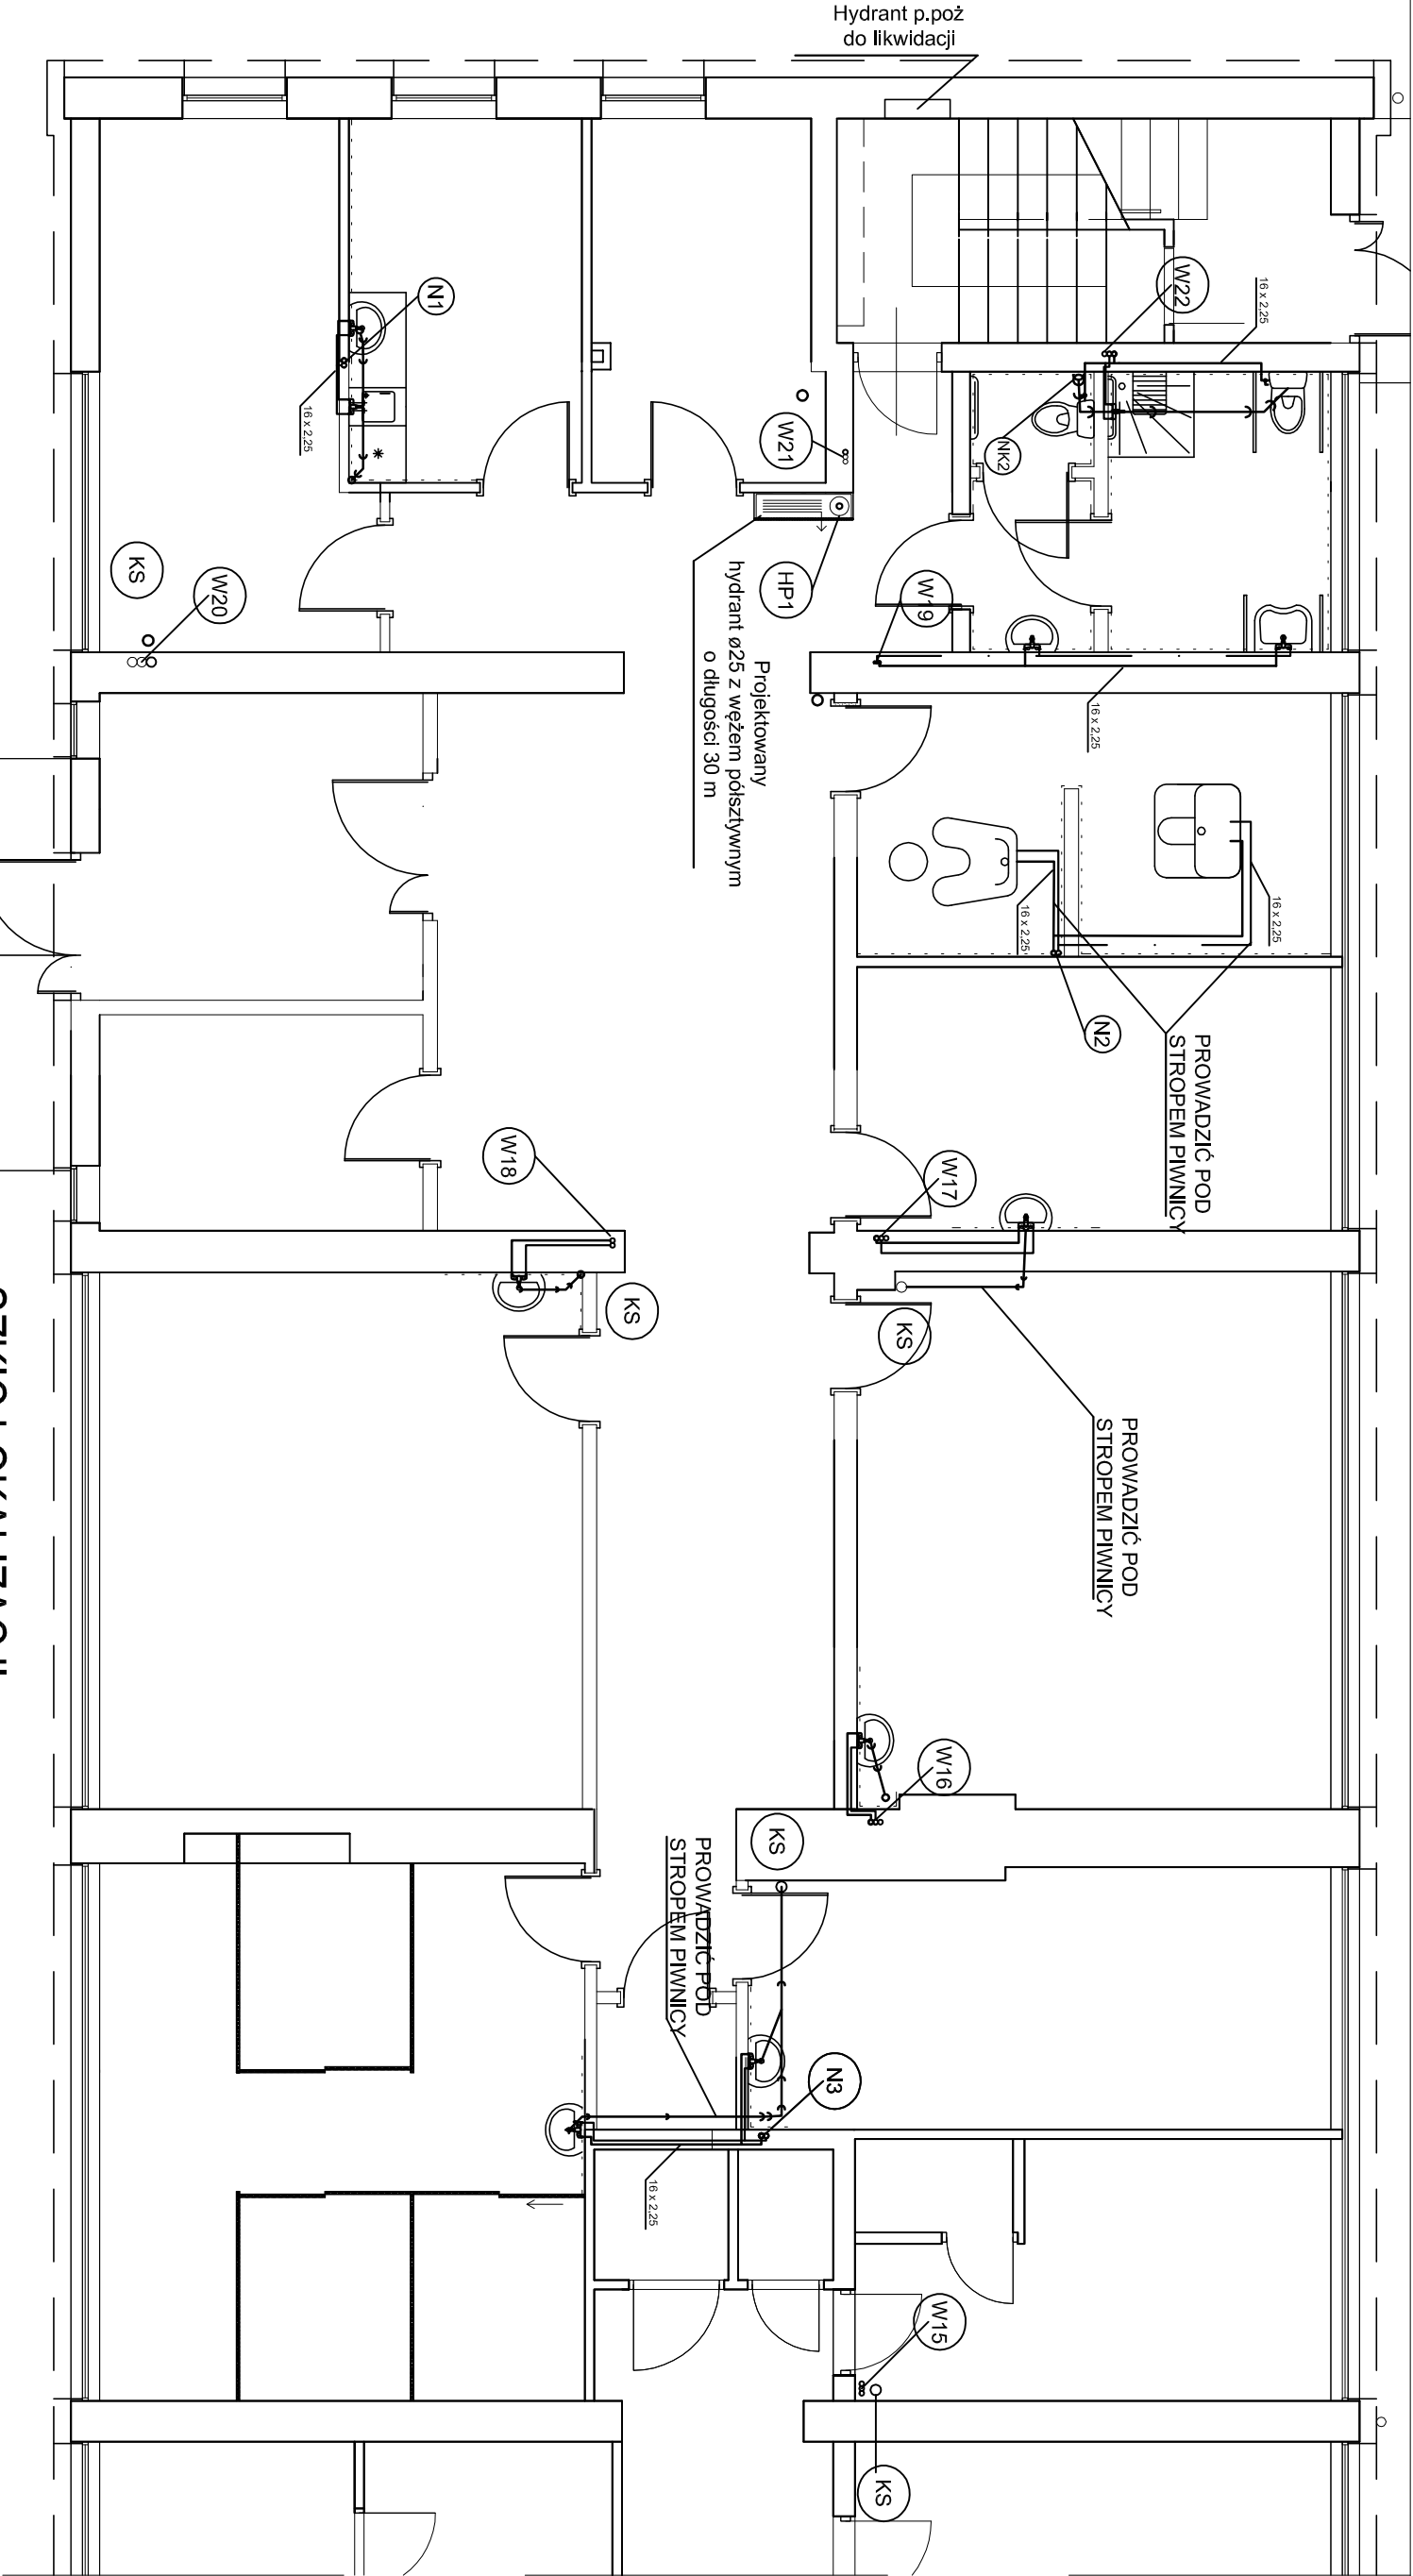 Hydrant p.poż
do likwidacji
W22
16 x 2,25
N1
16 x 2,25
W21
NK2
KS
W20
HP1
W19
Projektowany
hydrant ø25 z wężem półsztywnym
o długości 30 m
16 x 2,25
16 x 2,25
16 x 2,25
N2
PROWADZIĆ POD
STROPEM PIWNICY
W18
W17
KS
KS
PROWADZIĆ POD
STROPEM PIWNICY
W16
KS
PROWADZIĆ POD
STROPEM PIWNICY
N3
16 x 2,25
W15
KS